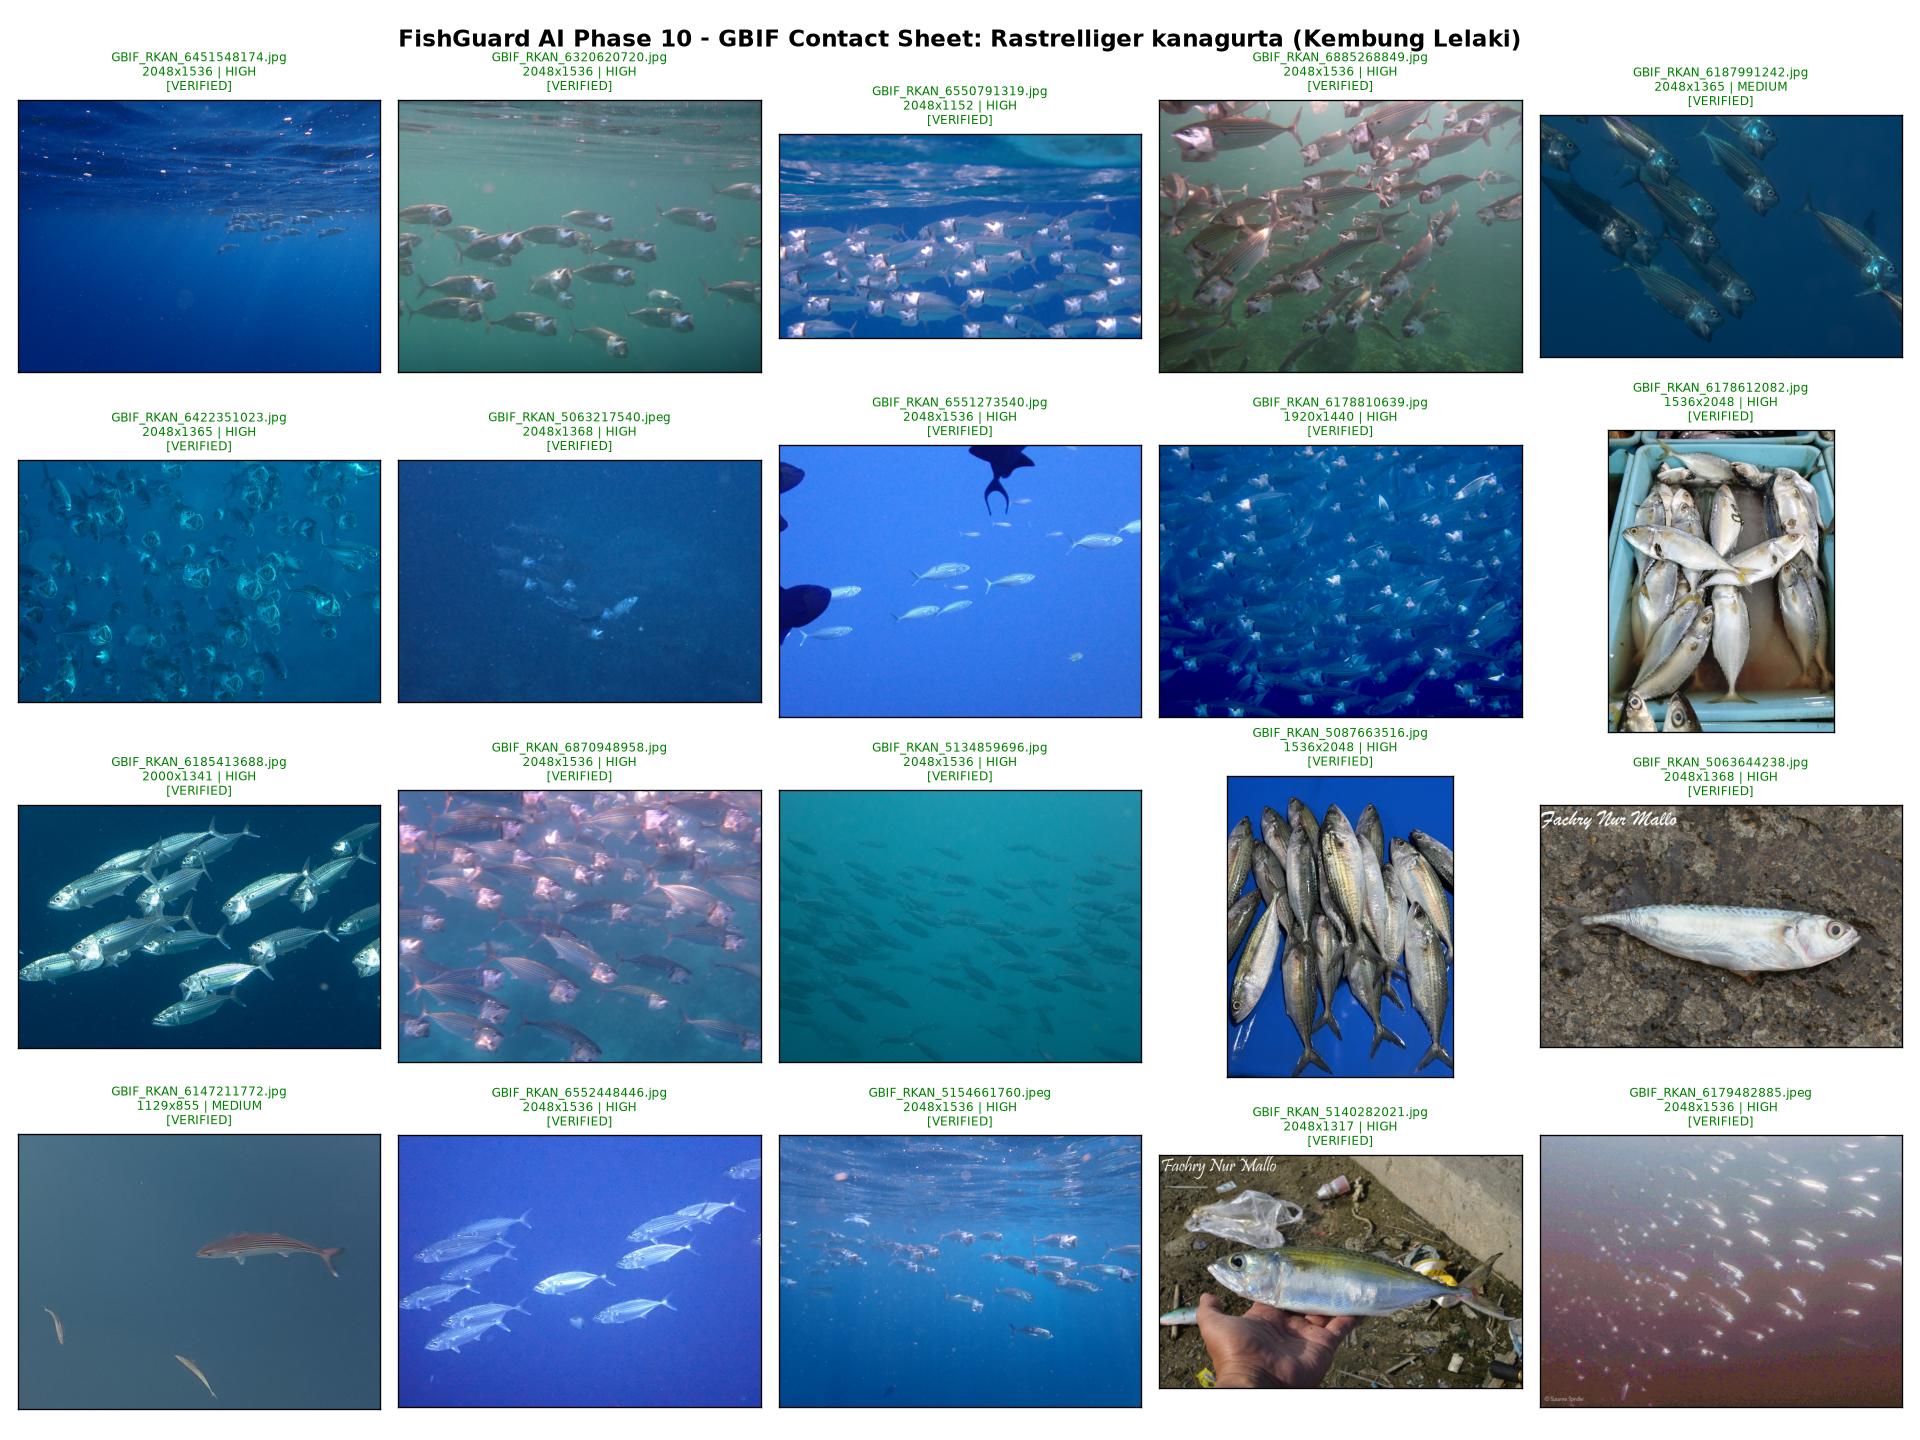 FishGuard AI Phase 10 - GBIF Contact Sheet: Rastrelliger kanagurta (Kembung Lelaki)
GBIF_RKAN_6451548174.jpg
2048x1536 | HIGH
[VERIFIED]
GBIF_RKAN_6320620720.jpg
2048x1536 | HIGH
[VERIFIED]
GBIF_RKAN_6550791319.jpg
2048x1152 | HIGH
[VERIFIED]
GBIF_RKAN_6885268849.jpg
2048x1536 | HIGH
[VERIFIED]
GBIF_RKAN_6187991242.jpg
2048x1365 | MEDIUM
[VERIFIED]
GBIF_RKAN_6422351023.jpg
2048x1365 | HIGH
[VERIFIED]
GBIF_RKAN_5063217540.jpeg
2048x1368 | HIGH
[VERIFIED]
GBIF_RKAN_6551273540.jpg
2048x1536 | HIGH
[VERIFIED]
GBIF_RKAN_6178810639.jpg
1920x1440 | HIGH
[VERIFIED]
GBIF_RKAN_6178612082.jpg
1536x2048 | HIGH
[VERIFIED]
GBIF_RKAN_6185413688.jpg
2000x1341 | HIGH
[VERIFIED]
GBIF_RKAN_6870948958.jpg
2048x1536 | HIGH
[VERIFIED]
GBIF_RKAN_5134859696.jpg
2048x1536 | HIGH
[VERIFIED]
GBIF_RKAN_5087663516.jpg
1536x2048 | HIGH
[VERIFIED]
GBIF_RKAN_5063644238.jpg
2048x1368 | HIGH
[VERIFIED]
Fachry Nur Mallo
GBIF_RKAN_6147211772.jpg
1129x855 | MEDIUM
[VERIFIED]
GBIF_RKAN_6552448446.jpg
2048x1536 | HIGH
[VERIFIED]
GBIF_RKAN_5154661760.jpeg
2048x1536 | HIGH
[VERIFIED]
GBIF_RKAN_5140282021.jpg
2048x1317 | HIGH
[VERIFIED]
Fachry Nur Mallo
GBIF_RKAN_6179482885.jpeg
2048x1536 | HIGH
[VERIFIED]